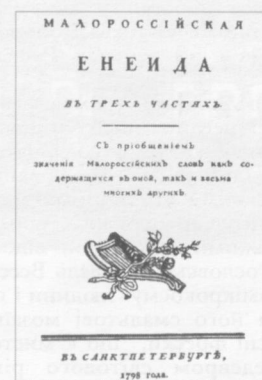 МАЛОРОССІЙСКАЯ
ЕНЕИДА
ВЪ ТРЕХЪ ЧАСТЯХЪ.
Съ пріобщеніемъ
значенія Малороссійскихъ словъ какъ со-
держащихся въ оной, такъ и весьма
многихъ другихъ.
ВЪ САНКТПЕТЕРБУРГѢ,
1798 года.